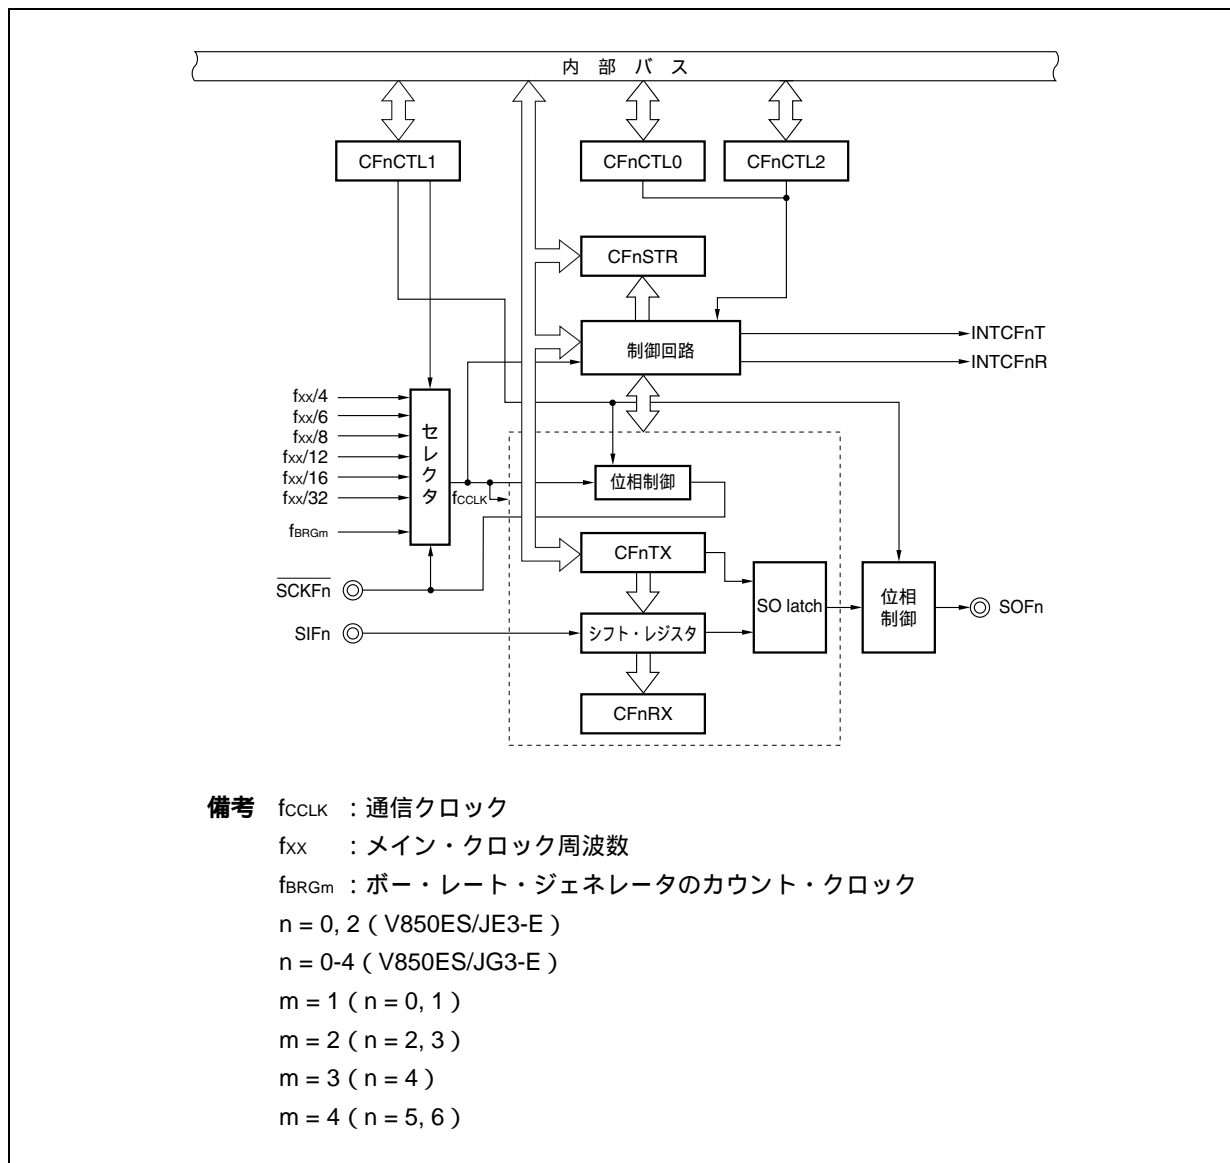 内 部 バ ス
CFnCTL1
CFnCTL0
CFnCTL2
CFnSTR
制御回路
INTCFnT
INTCFnR
fXX/4
fXX/6
fXX/8
fXX/12
fXX/16
fXX/32
fBRGm
セレクタ
fCCLK
位相制御
CFnTX
SCKFn
SO latch
位相
制御
SOFn
SIFn
シフト・レジスタ
CFnRX
備考 fCCLK :通信クロック
fXX :メイン・クロック周波数
fBRGm :ボー・レート・ジェネレータのカウント・クロック
n = 0, 2(V850ES/JE3-E)
n = 0-4(V850ES/JG3-E)
m = 1(n = 0, 1)
m = 2(n = 2, 3)
m = 3(n = 4)
m = 4(n = 5, 6)